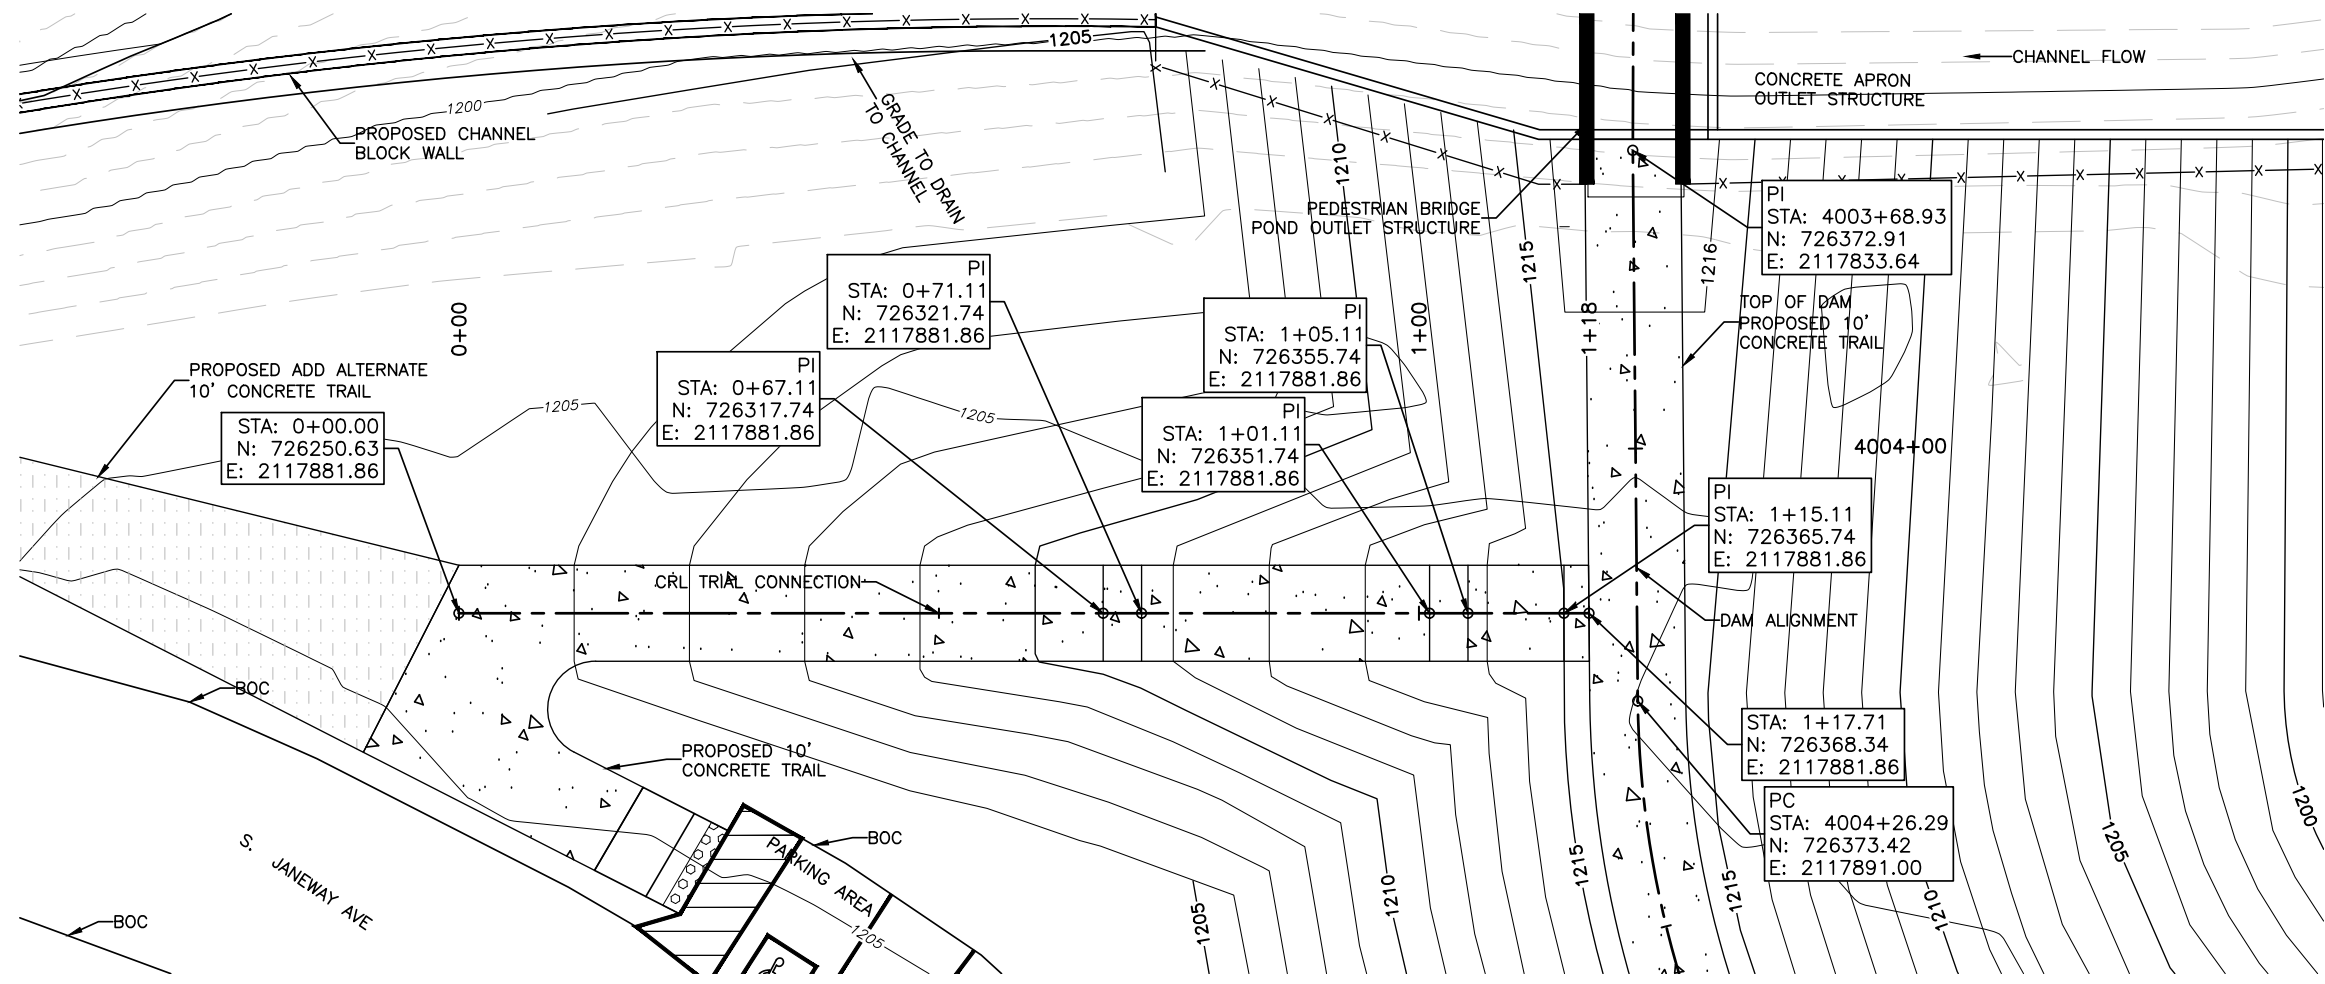 1205
CHANNEL FLOW
CONCRETE APRON
OUTLET STRUCTURE
1200
PROPOSED CHANNEL
BLOCK WALL
GRADE TO DRAIN
TO CHANNEL
1210
PEDESTRIAN BRIDGE
POND OUTLET STRUCTURE
1215
1216
PI
STA: 4003+68.93
N: 726372.91
E: 2117833.64
PI
STA: 0+71.11
N: 726321.74
E: 2117881.86
0+00
PI
STA: 1+05.11
N: 726355.74
E: 2117881.86
1+00
1+18
TOP OF DAM
PROPOSED 10'
CONCRETE TRAIL
PROPOSED ADD ALTERNATE
10' CONCRETE TRAIL
PI
STA: 0+67.11
N: 726317.74
E: 2117881.86
1205
1205
PI
STA: 1+01.11
N: 726351.74
E: 2117881.86
STA: 0+00.00
N: 726250.63
E: 2117881.86
4004+00
PI
STA: 1+15.11
N: 726365.74
E: 2117881.86
CRL TRIAL CONNECTION
DAM ALIGNMENT
BOC
STA: 1+17.71
N: 726368.34
E: 2117881.86
PROPOSED 10'
CONCRETE TRAIL
PC
STA: 4004+26.29
N: 726373.42
E: 2117891.00
BOC
PARKING AREA
S. JANEWAY AVE
BOC
1205
1205
1210
1215
1215
1210
1205
1200